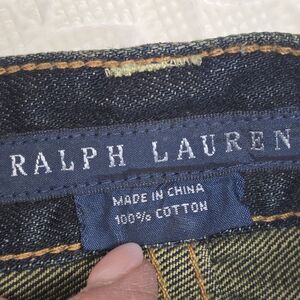 RALPH LAUREN
MADE IN CHINA
100% COTTON